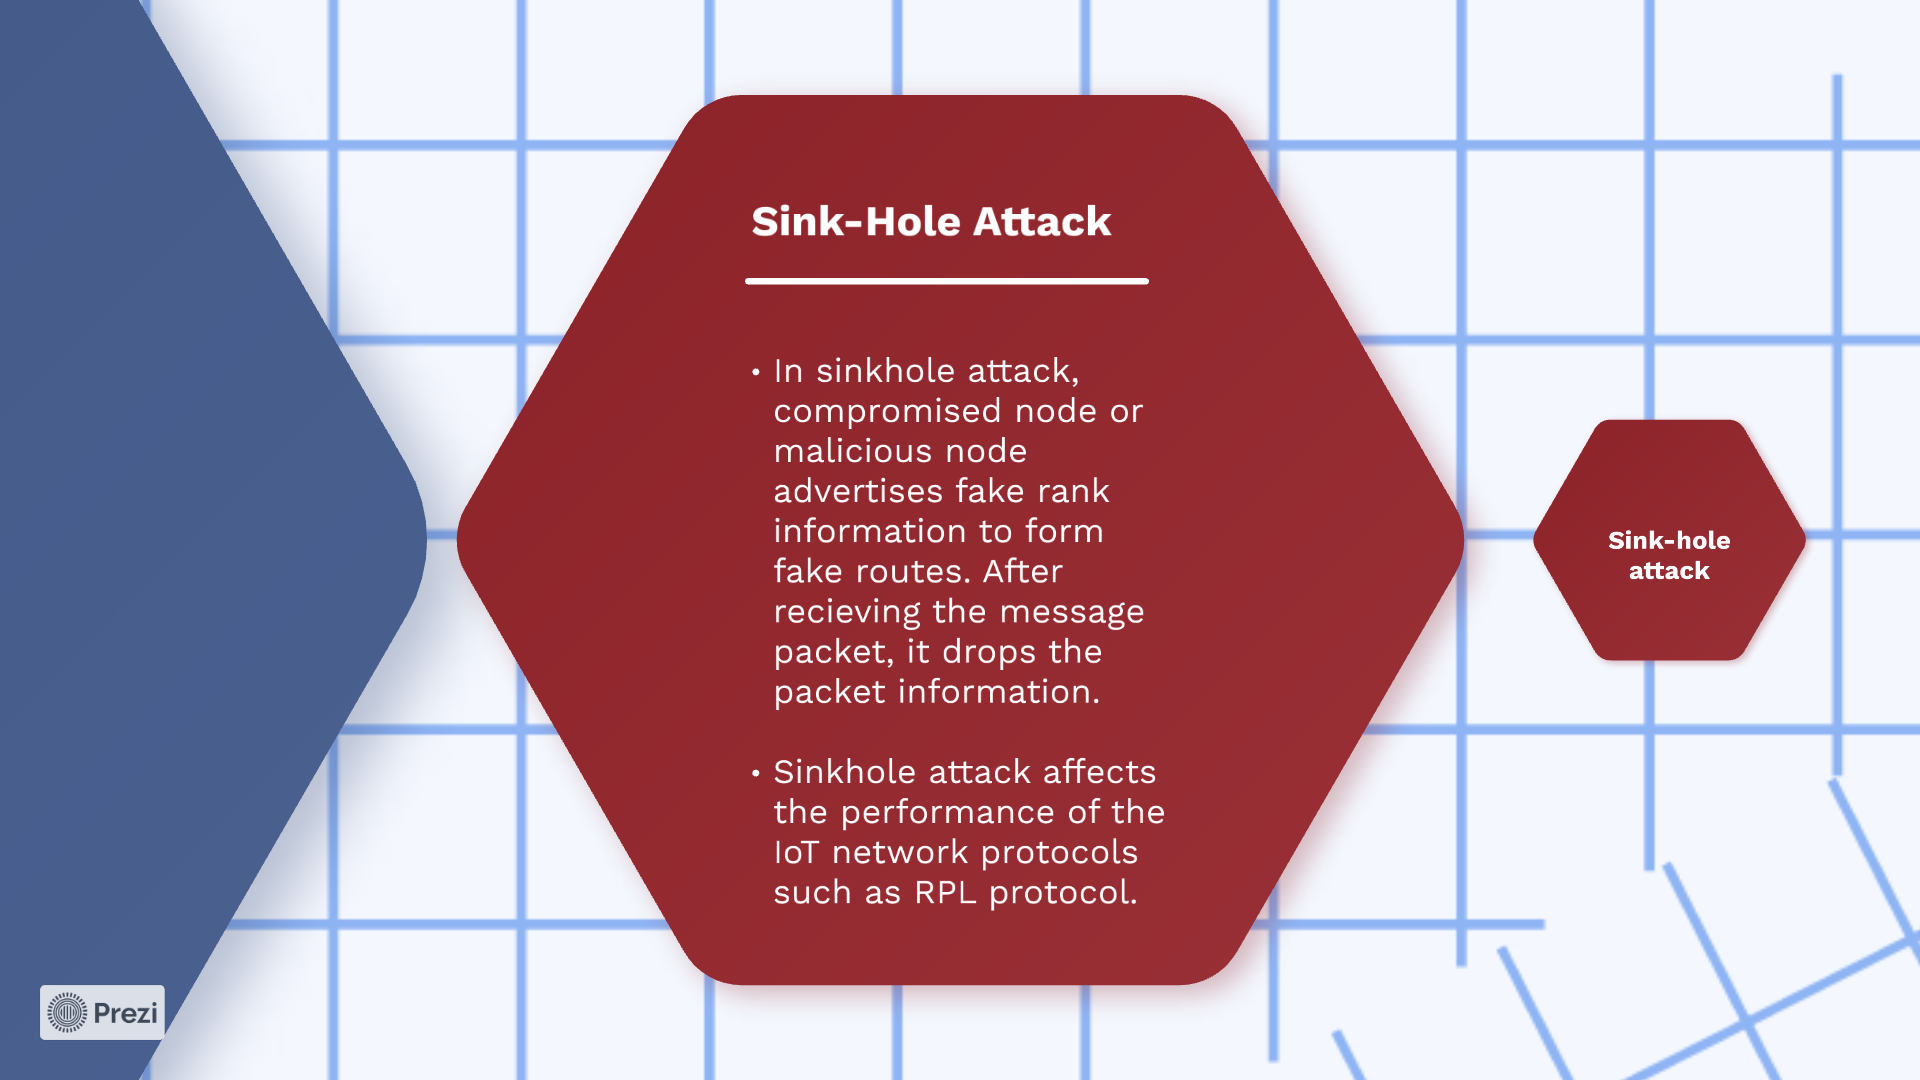 Sink-Hole Attack
• In sinkhole attack,
compromised node or
malicious node
advertises fake rank
information to form
fake routes. After
recieving the message
packet, it drops the
packet information.
• Sinkhole attack affects
the performance of the
IoT network protocols
such as RPL protocol.
Sink-hole
attack
Prezi